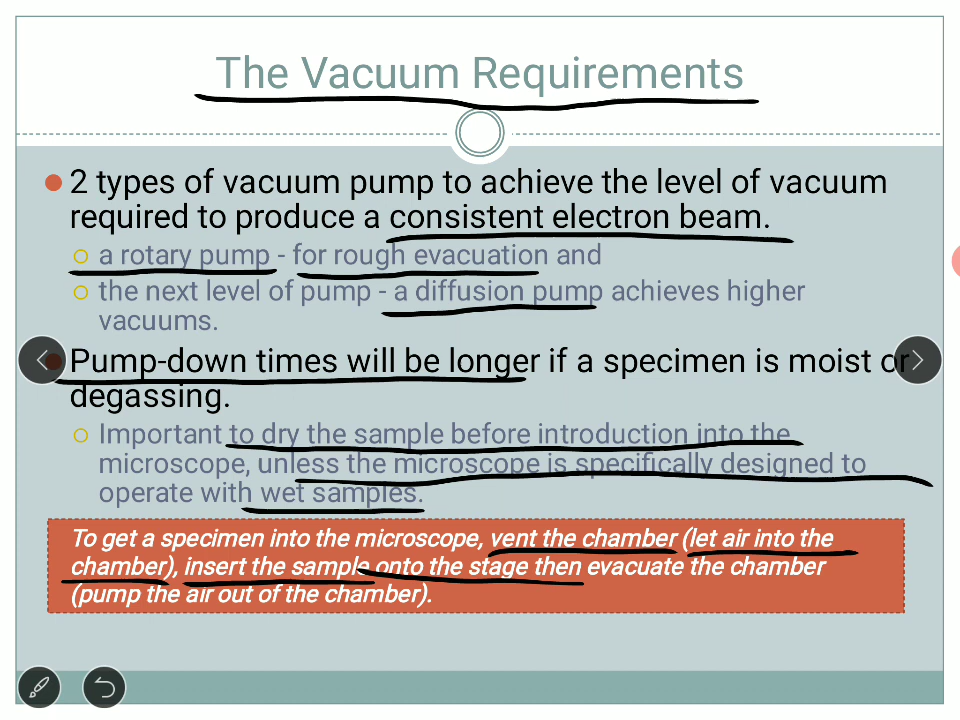 The Vacuum Requirements
2 types of vacuum pump to achieve the level of vacuum
required to produce a consistent electron beam.
a rotary pump - for rough evacuation and
the next level of pump - a diffusion pump achieves higher
vacuums.
Pump-down times will be longer if a specimen is moist or
degassing.
Important to dry the sample before introduction into the
microscope, unless the microscope is specifically designed to
operate with wet samples.
To get a specimen into the microscope, vent the chamber (let air into the
chamber), insert the sample onto the stage then evacuate the chamber
(pump the air out of the chamber).